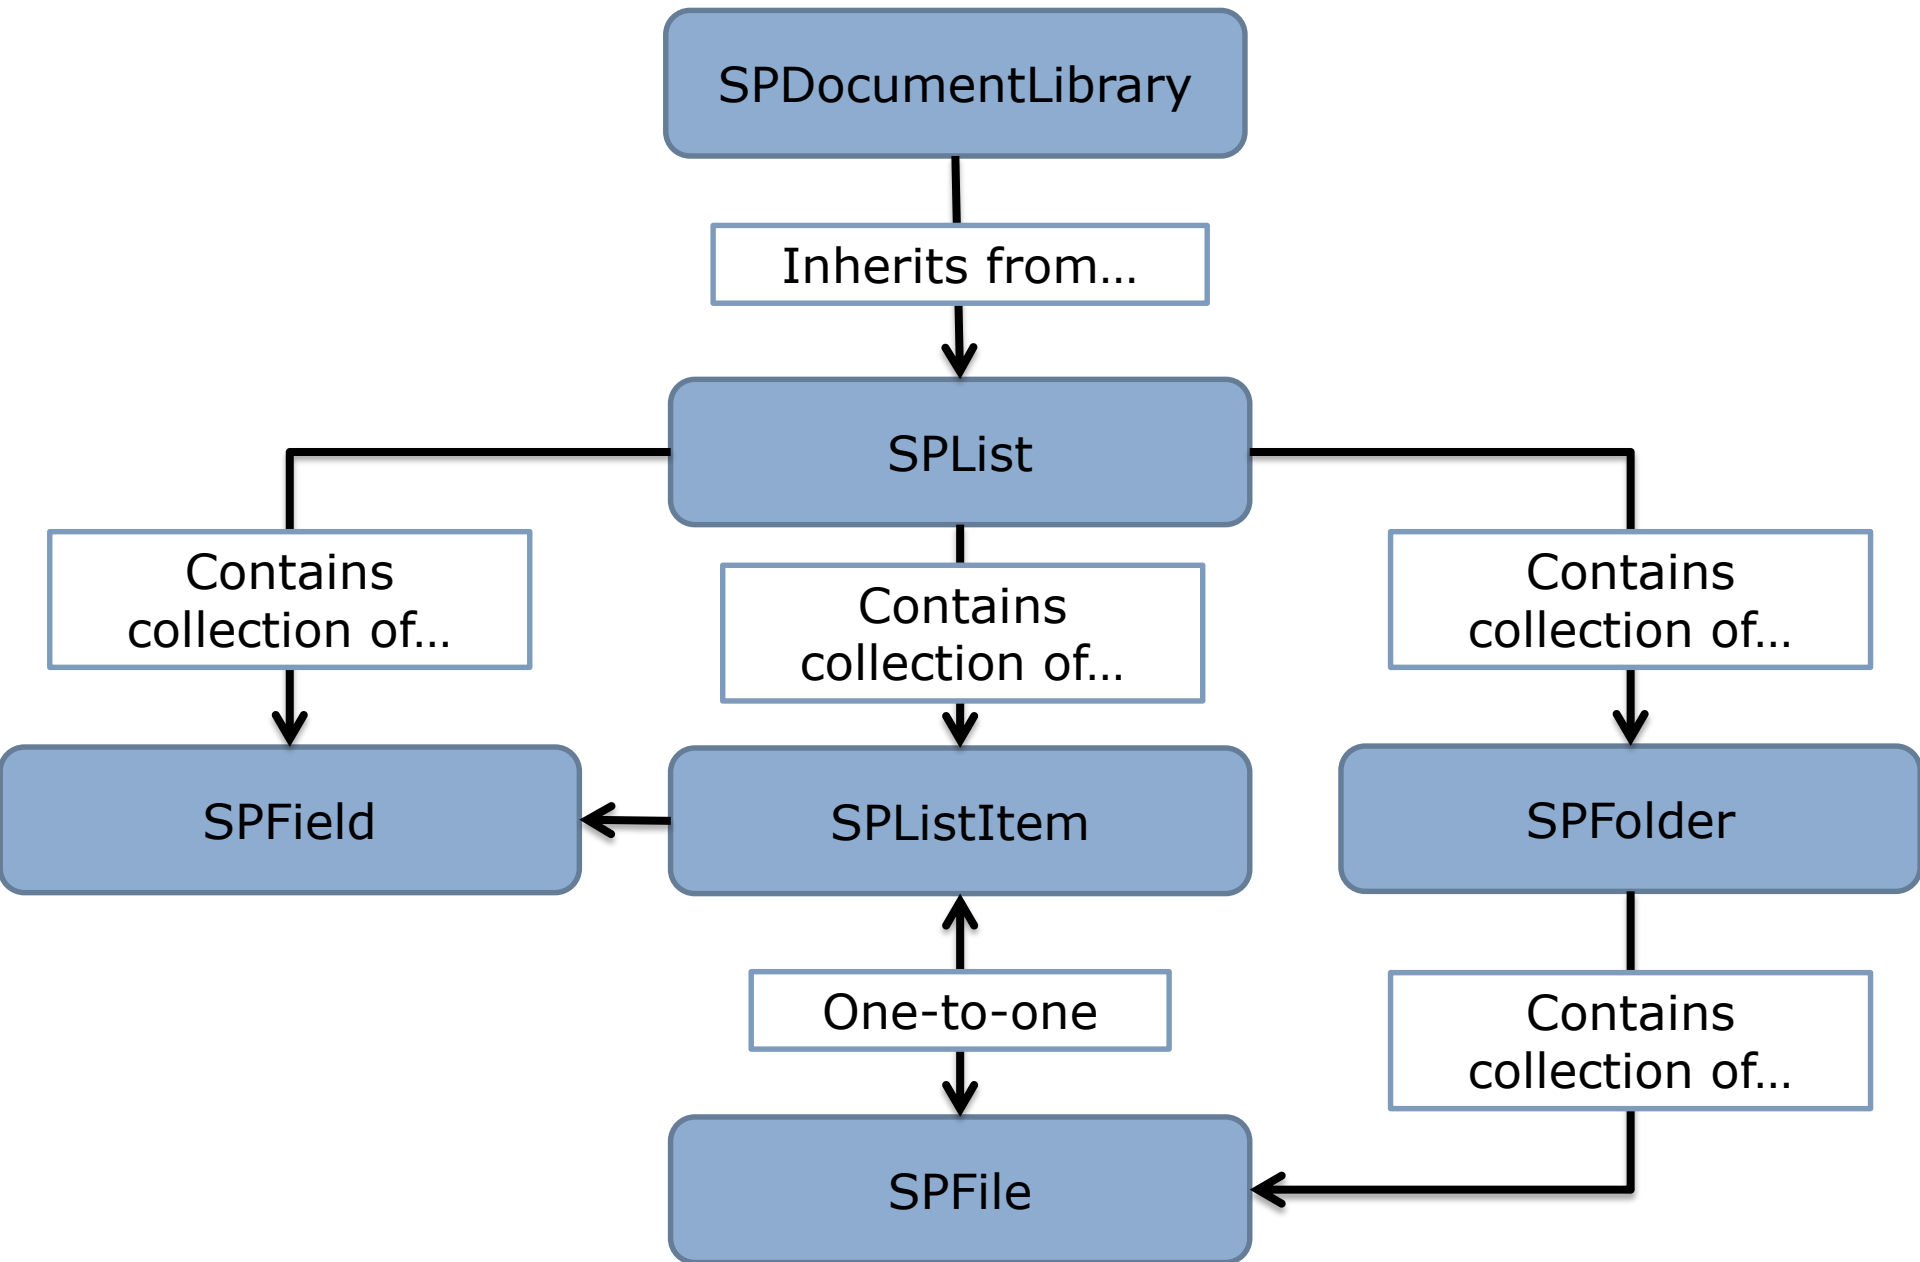 SPDocumentLibrary
Inherits from…
SPList
Contains
collection of…
Contains
collection of…
Contains
collection of…
SPField
SPListItem
SPFolder
One-to-one
Contains
collection of…
SPFile